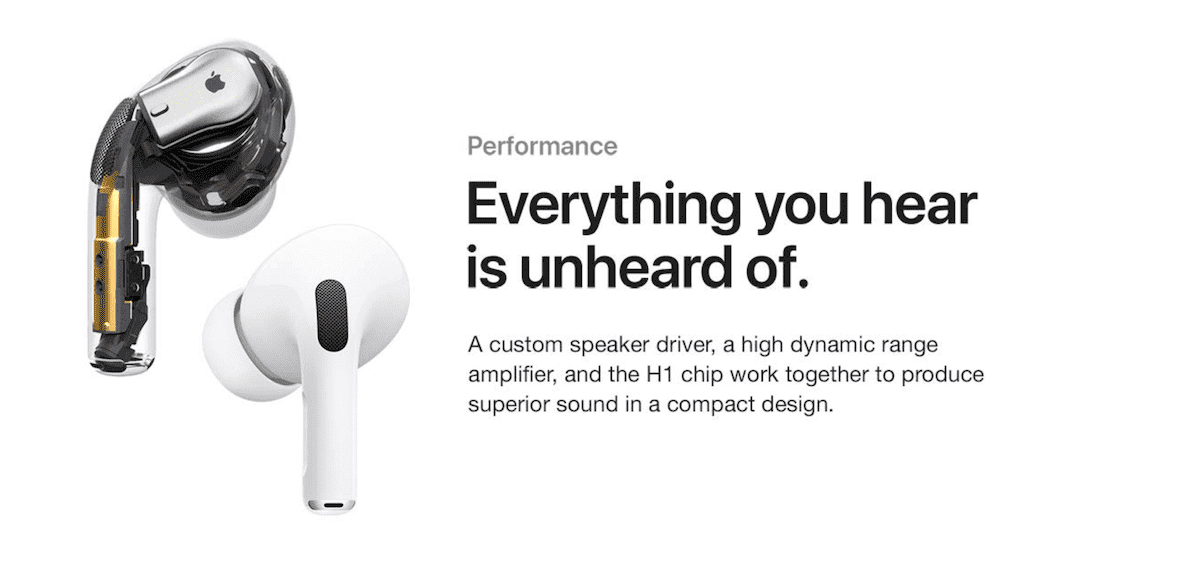 Performance
Everything you hear
is unheard of.
A custom speaker driver, a high dynamic range
amplifier, and the H1 chip work together to produce
superior sound in a compact design.